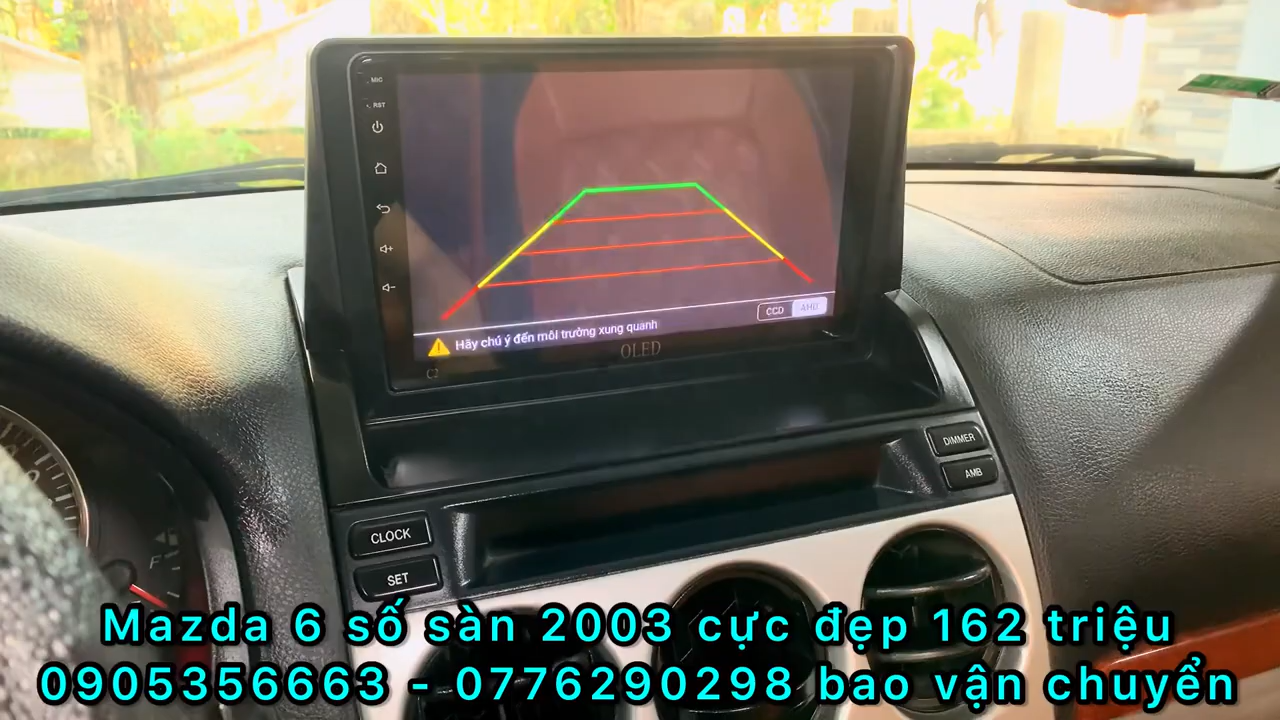 MIC
RST
CCD AHD
Hãy chú ý đến môi trường xung quanh
OLED
C2
DIMMER
AMB
CLOCK
SET
F
Mazda 6 số sàn 2003 cực đẹp 162 triệu
0905356663 - 0776290298 bao vận chuyển